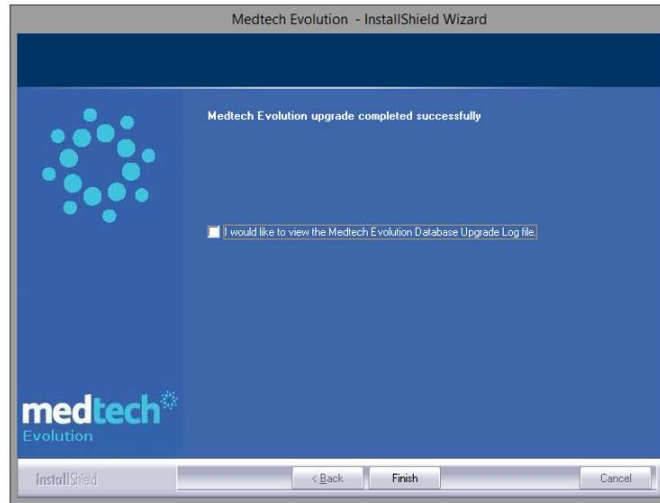 Medtech Evolution - InstallShield Wizard
Medtech Evolution upgrade completed successfully
I would like to view the Medtech Evolution Database Upgrade Log file.
medtech
Evolution
InstallShield
< Back
Finish
Cancel